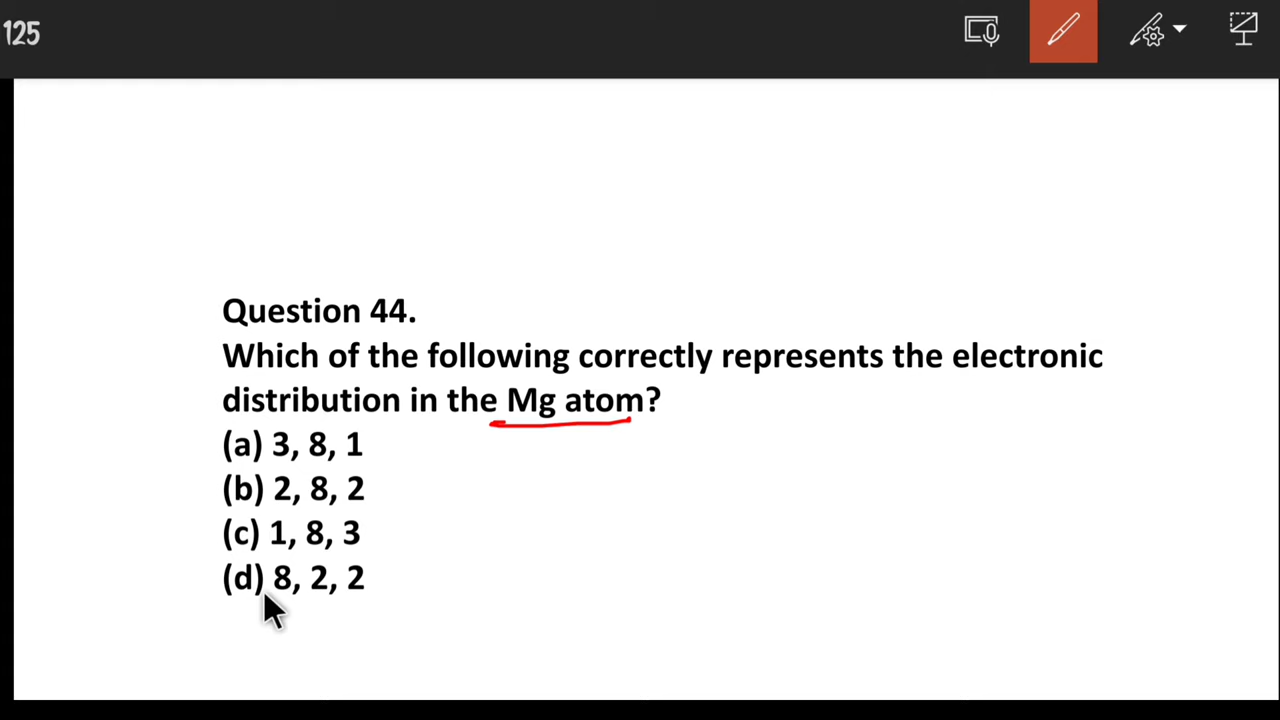 125
Question 44.
Which of the following correctly represents the electronic
distribution in the Mg atom?
(a) 3, 8, 1
(b) 2, 8, 2
(c) 1, 8, 3
(d) 8, 2, 2